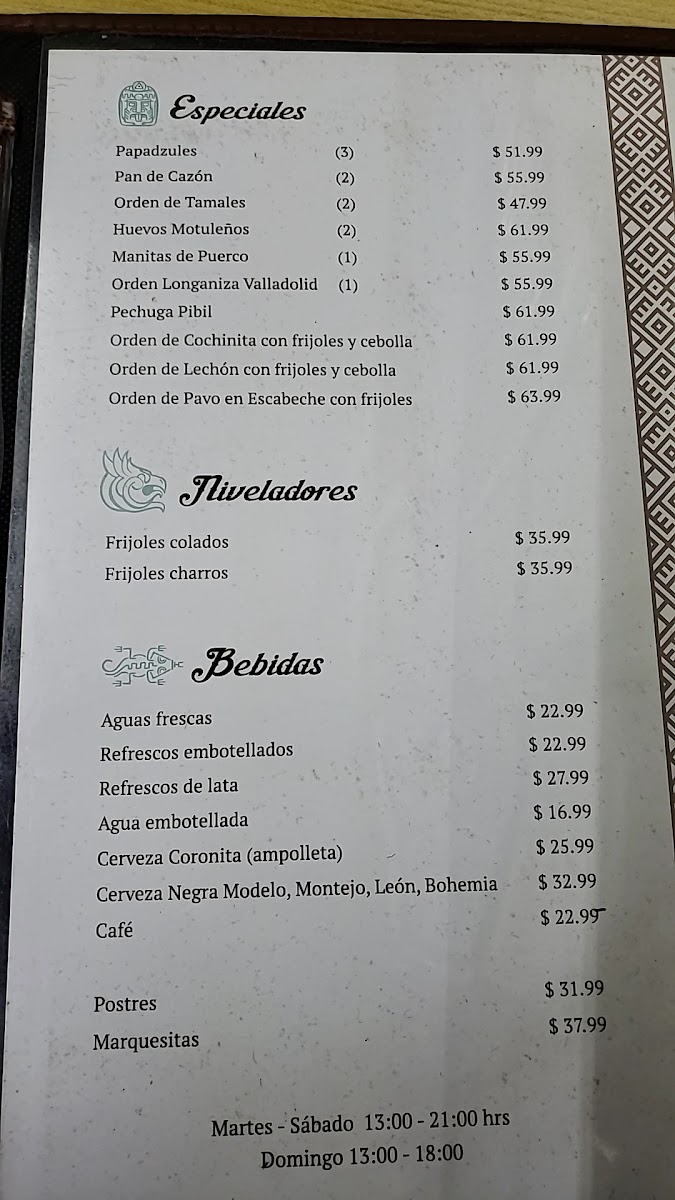 Especiales
Papadzules (3) $ 51.99
Pan de Cazón (2) $ 55.99
Orden de Tamales (2) $ 47.99
Huevos Motuleños (2) $ 61.99
Manitas de Puerco (1) $ 55.99
Orden Longaniza Valladolid (1) $ 55.99
Pechuga Pibil $ 61.99
Orden de Cochinita con frijoles y cebolla $ 61.99
Orden de Lechón con frijoles y cebolla $ 61.99
Orden de Pavo en Escabeche con frijoles $ 63.99
Niveladores
Frijoles colados $ 35.99
Frijoles charros $ 35.99
Bebidas
Aguas frescas $ 22.99
Refrescos embotellados $ 22.99
Refrescos de lata $ 27.99
Agua embotellada $ 16.99
Cerveza Coronita (ampolleta) $ 25.99
Cerveza Negra Modelo, Montejo, León, Bohemia $ 32.99
Café $ 22.99
Postres $ 31.99
Marquesitas $ 37.99
Martes - Sábado 13:00 - 21:00 hrs
Domingo 13:00 - 18:00